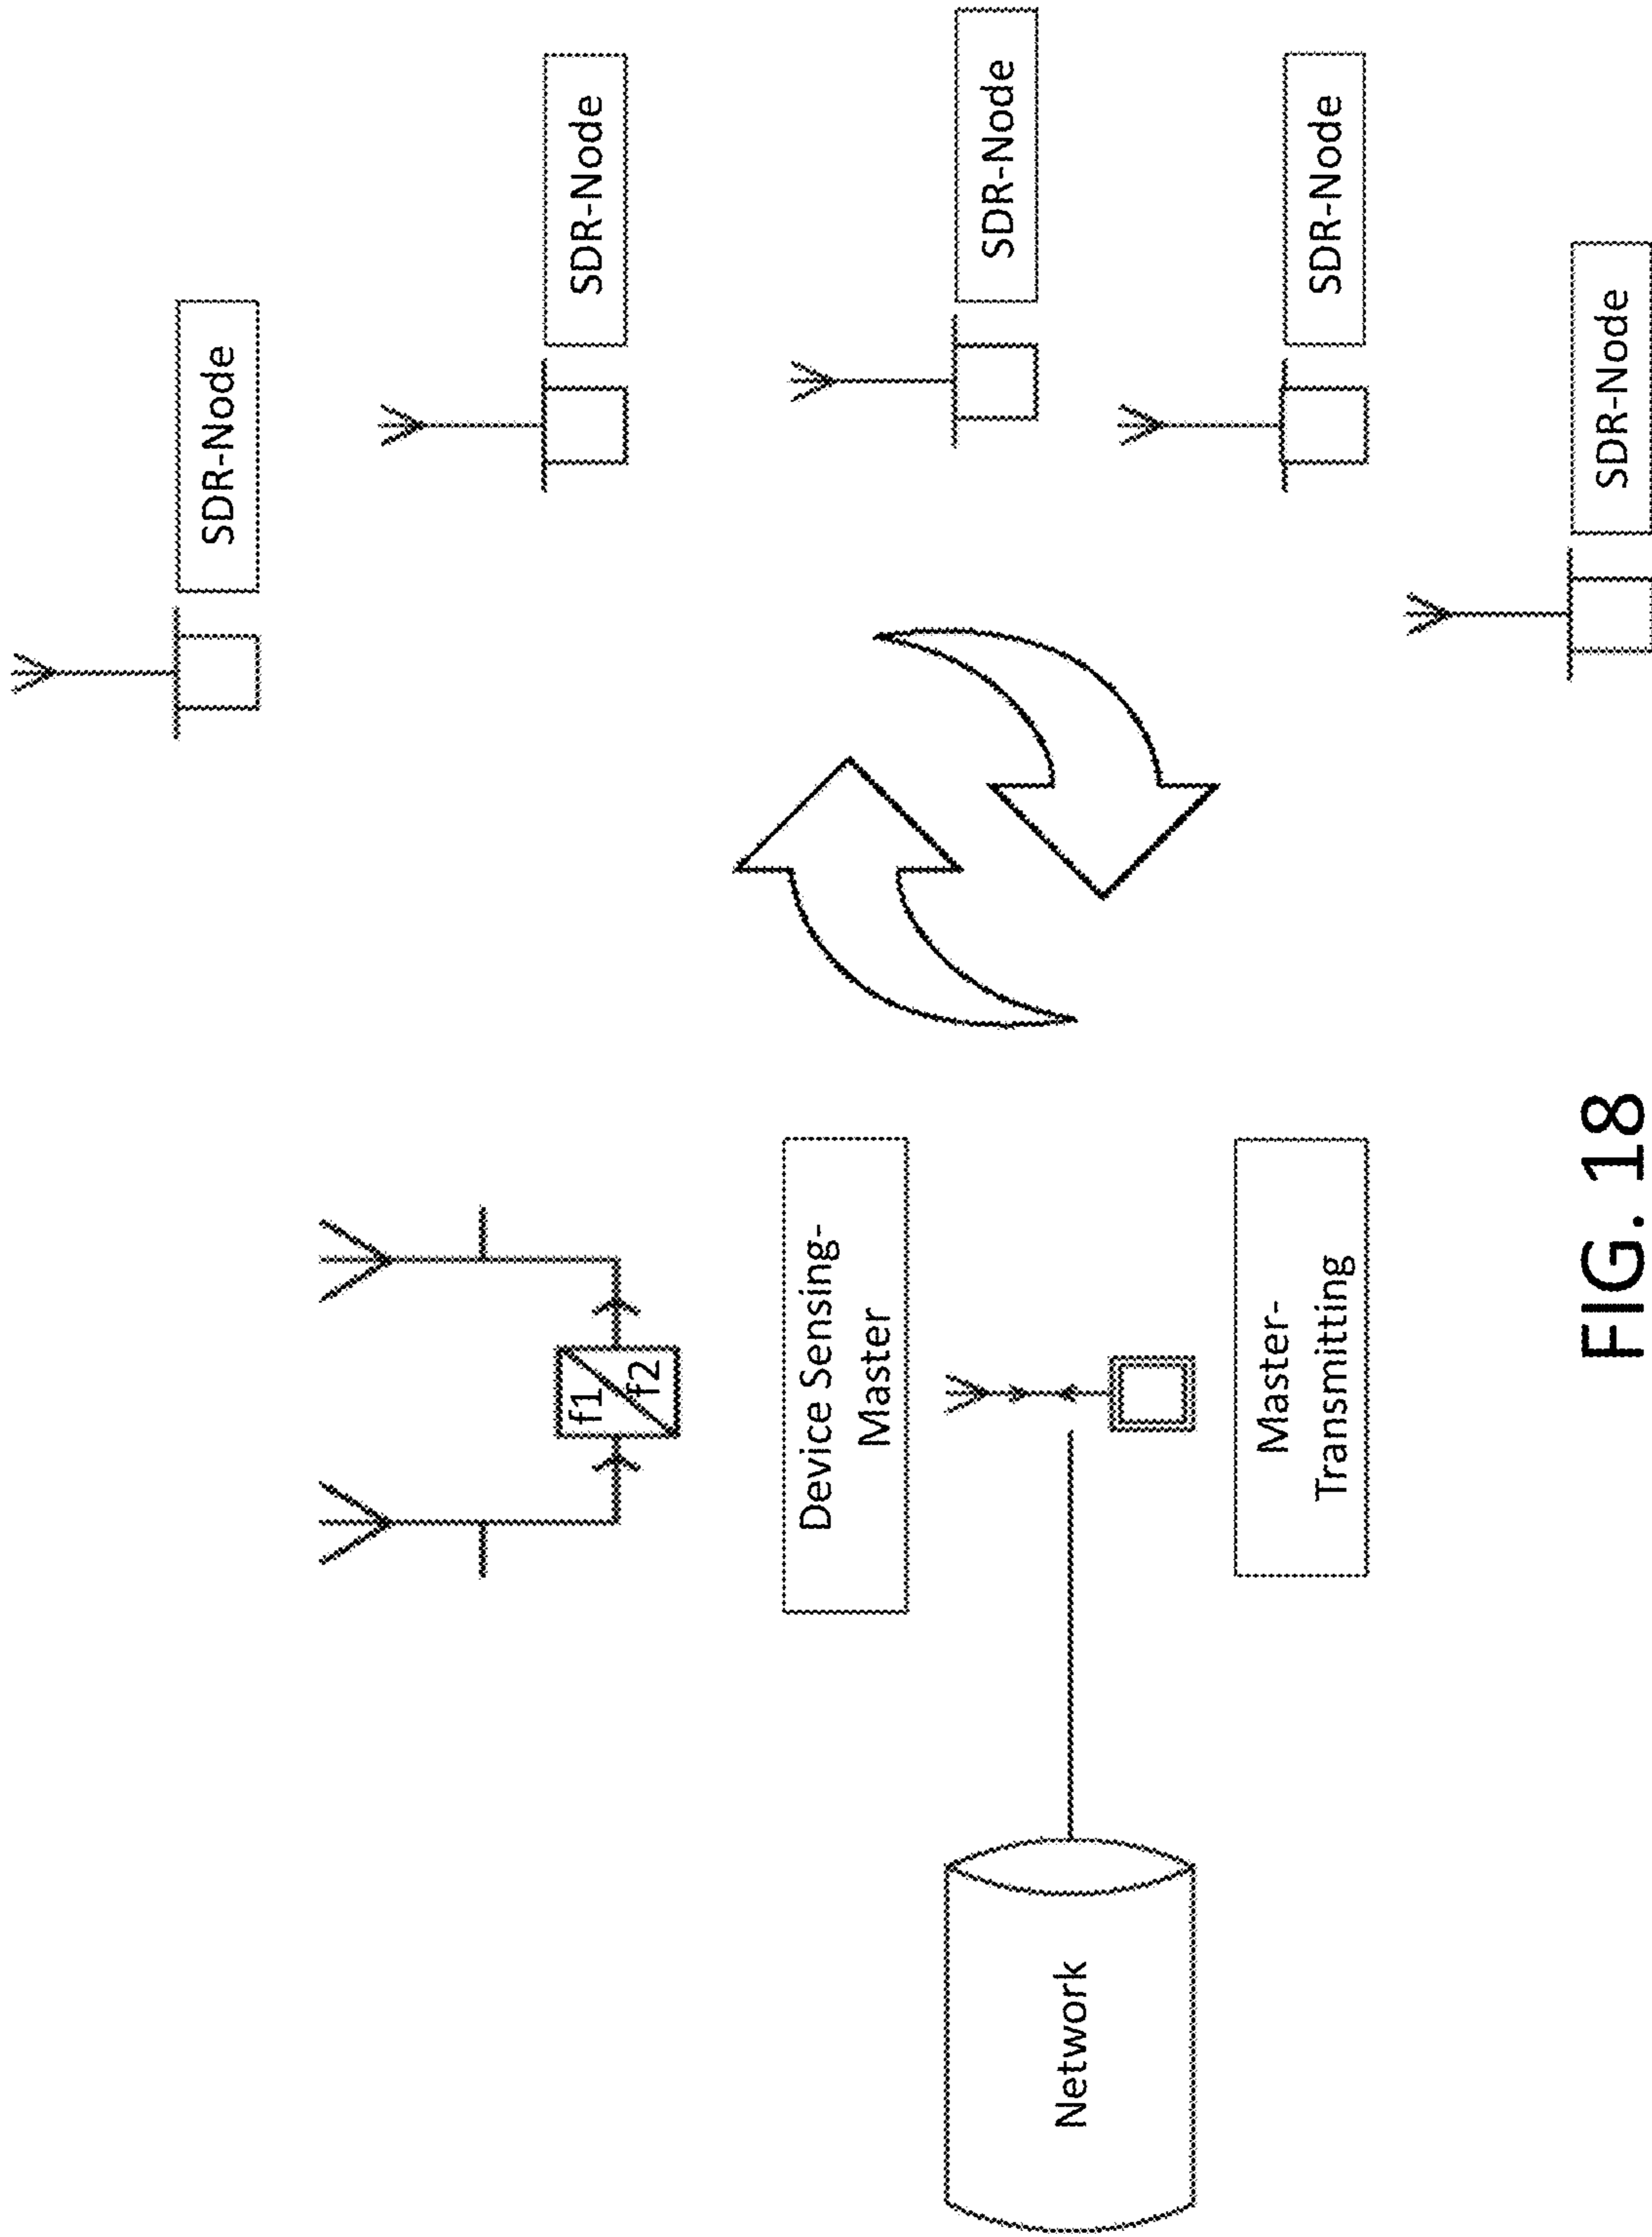 SDR-Node
SDR-Node
SDR-Node
SDR-Node
SDR-Node
f1
f2
Device Sensing-
Master
Master-
Transmitting
Network
FIG. 18